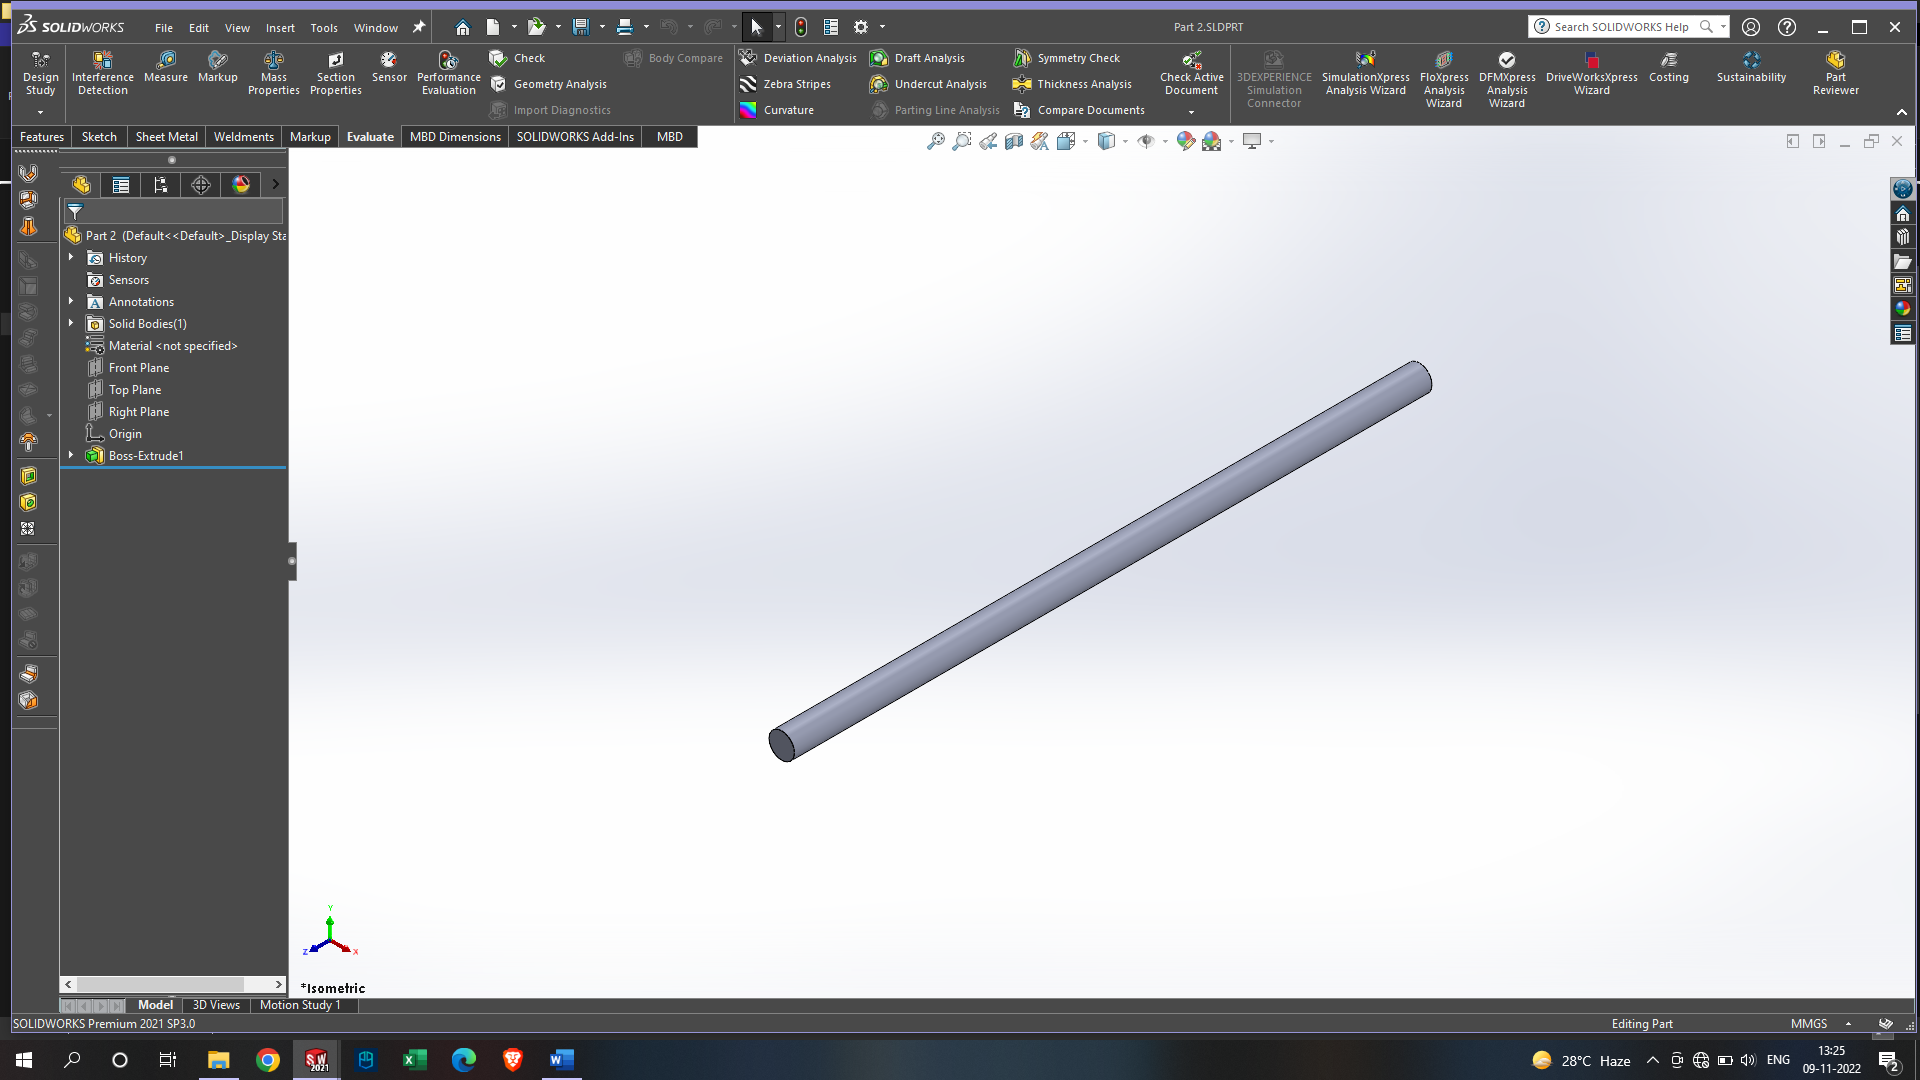 SOLIDWORKS File Edit View Insert Tools Window Part 2.SLDPRT Search SOLIDWORKS Help
Design Study
Interference Detection
Measure
Markup
Mass Properties
Section Properties
Sensor
Performance Evaluation
Check
Geometry Analysis
Import Diagnostics
Body Compare
Deviation Analysis
Zebra Stripes
Curvature
Draft Analysis
Undercut Analysis
Parting Line Analysis
Symmetry Check
Thickness Analysis
Compare Documents
Check Active Document
3DEXPERIENCE Simulation Connector
SimulationXpress Analysis Wizard
FloXpress Analysis Wizard
DFMXpress Analysis Wizard
DriveWorksXpress Wizard
Costing
Sustainability
Part Reviewer
Features Sketch Sheet Metal Weldments Markup Evaluate MBD Dimensions SOLIDWORKS Add-Ins MBD
Part 2 (Default<<Default>_Display Sta
History
Sensors
Annotations
Solid Bodies(1)
Material <not specified>
Front Plane
Top Plane
Right Plane
Origin
Boss-Extrude1
Y
Z X
*Isometric
Model 3D Views Motion Study 1
SOLIDWORKS Premium 2021 SP3.0 Editing Part MMGS
28°C Haze ENG 13:25
09-11-2022 2